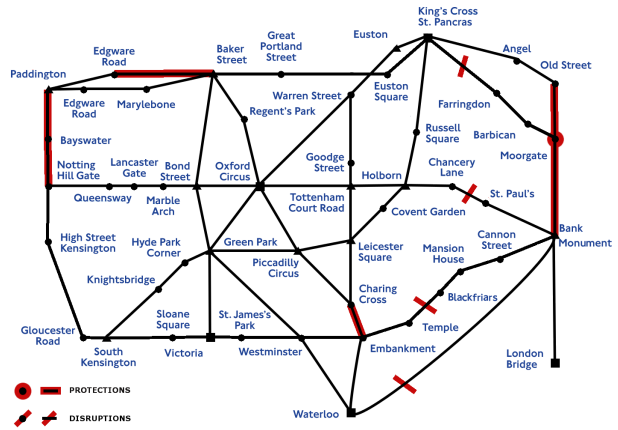 King's Cross
St. Pancras
Euston
Great
Portland
Street
Edgware
Road
Baker
Street
Angel
Old Street
Paddington
Edgware
Road
Marylebone
Warren Street
Euston
Square
Farringdon
Regent's Park
Bayswater
Russell
Square
Barbican
Moorgate
Notting
Hill Gate
Lancaster
Gate
Bond
Street
Oxford
Circus
Goodge
Street
Holborn
Chancery
Lane
Queensway
Marble
Arch
Tottenham
Court Road
St. Paul's
Covent Garden
High Street
Kensington
Hyde Park
Corner
Green Park
Piccadilly
Circus
Leicester
Square
Mansion
House
Cannon
Street
Bank
Monument
Knightsbridge
Charing
Cross
Blackfriars
Gloucester
Road
South
Kensington
Sloane
Square
Victoria
St. James's
Park
Westminster
Embankment
Temple
London
Bridge
Waterloo
PROTECTIONS
DISRUPTIONS